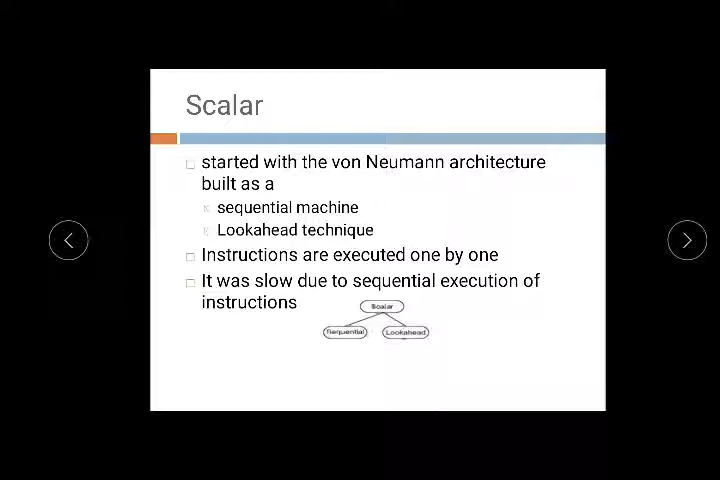 Scalar
started with the von Neumann architecture
built as a
sequential machine
Lookahead technique
Instructions are executed one by one
It was slow due to sequential execution of
instructions
Scalar
Sequential
Lookahead